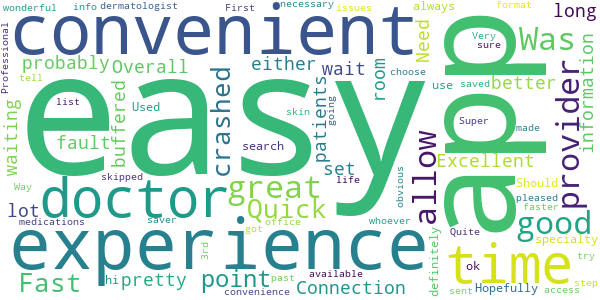 wonderful
info
dermatologist
First
necessary
issues
always
format
long
convenient
Professional
Need
Very
sure
Was
probably
Overall
either
wait
room
choose
better
information
tell
list
Used
buffered
crashed
patients
going
use
saved
app
made
provider
easy
waiting
fault
search
skin
set
life
obvious
allow
Excellent
Super
Way
skipped
great
Should
pleased
faster
lot
doctor
Quick
office
whoever
good
medications
saver
got
3rd
definitely
Quite
specialty
experience
time
past
available
ok
try
Fast
hi
pretty
point
convenience
Connection
sent
Hopefully
access
step